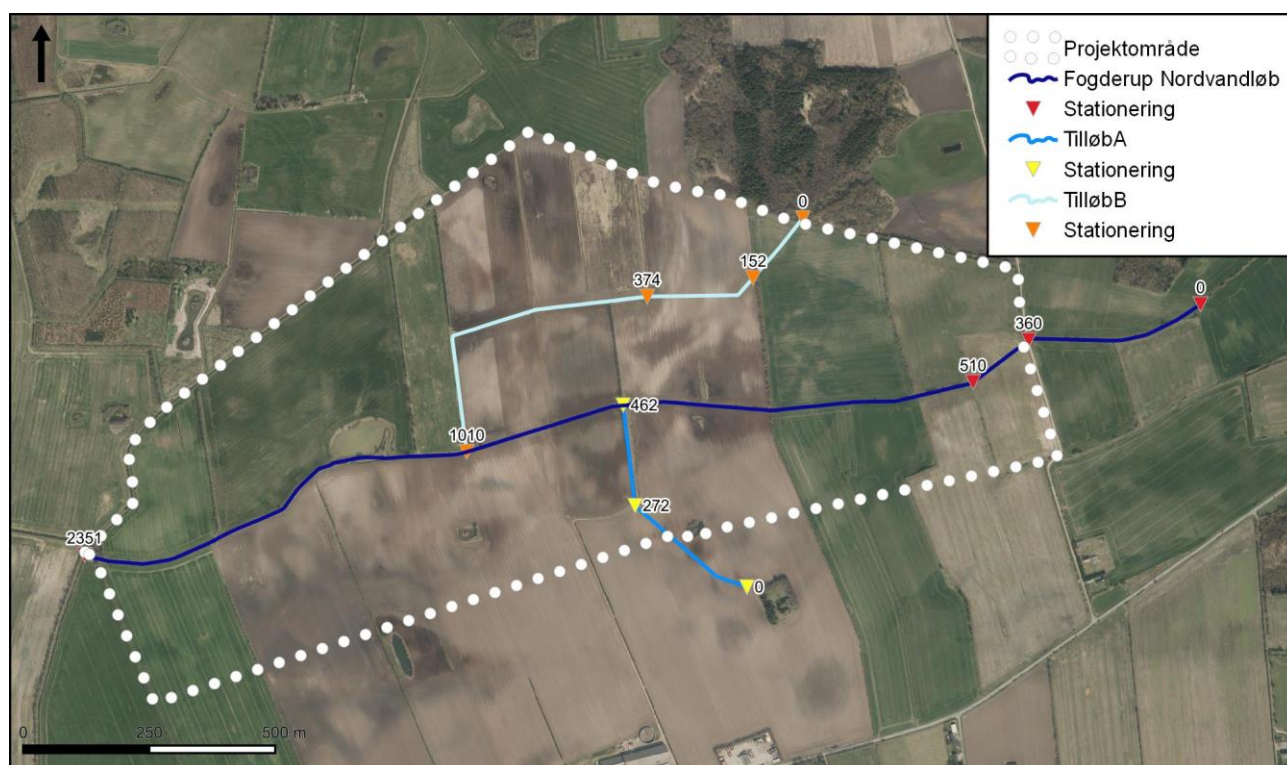 Projektområde
Fogderup Nordvandløb
Stationering
TilløbA
Stationering
TilløbB
Stationering
0
152
374
0
360
510
462
1010
272
2351
0
0 250 500 m